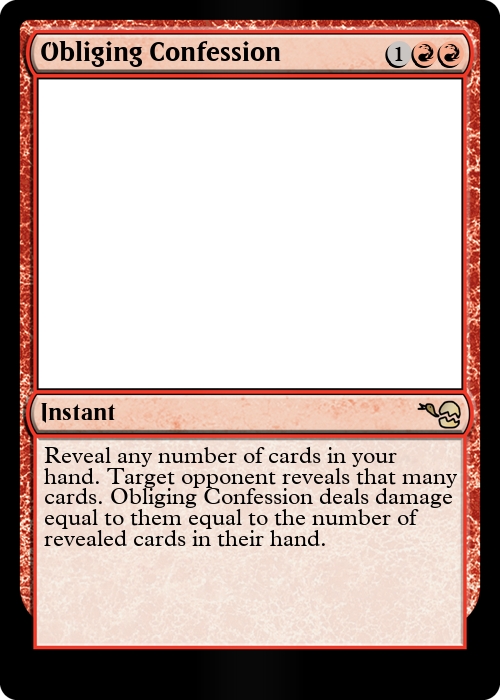 Obliging Confession 1
Instant
Reveal any number of cards in your
hand. Target opponent reveals that many
cards. Obliging Confession deals damage
equal to them equal to the number of
revealed cards in their hand.